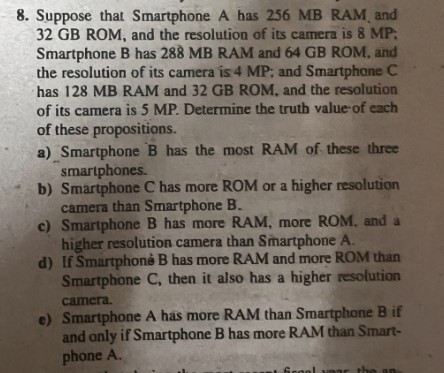 8. Suppose that Smartphone A has 256 MB RAM and
32 GB ROM, and the resolution of its camera is 8 MP;
Smartphone B has 288 MB RAM and 64 GB ROM, and
the resolution of its camera is 4 MP; and Smartphone C
has 128 MB RAM and 32 GB ROM, and the resolution
of its camera is 5 MP. Determine the truth value of each
of these propositions.
a) Smartphone B has the most RAM of these three
smartphones.
b) Smartphone C has more ROM or a higher resolution
camera than Smartphone B.
c) Smartphone B has more RAM, more ROM, and a
higher resolution camera than Smartphone A.
d) If Smartphone B has more RAM and more ROM than
Smartphone C, then it also has a higher resolution
camera.
e) Smartphone A has more RAM than Smartphone B if
and only if Smartphone B has more RAM than Smart-
phone A.